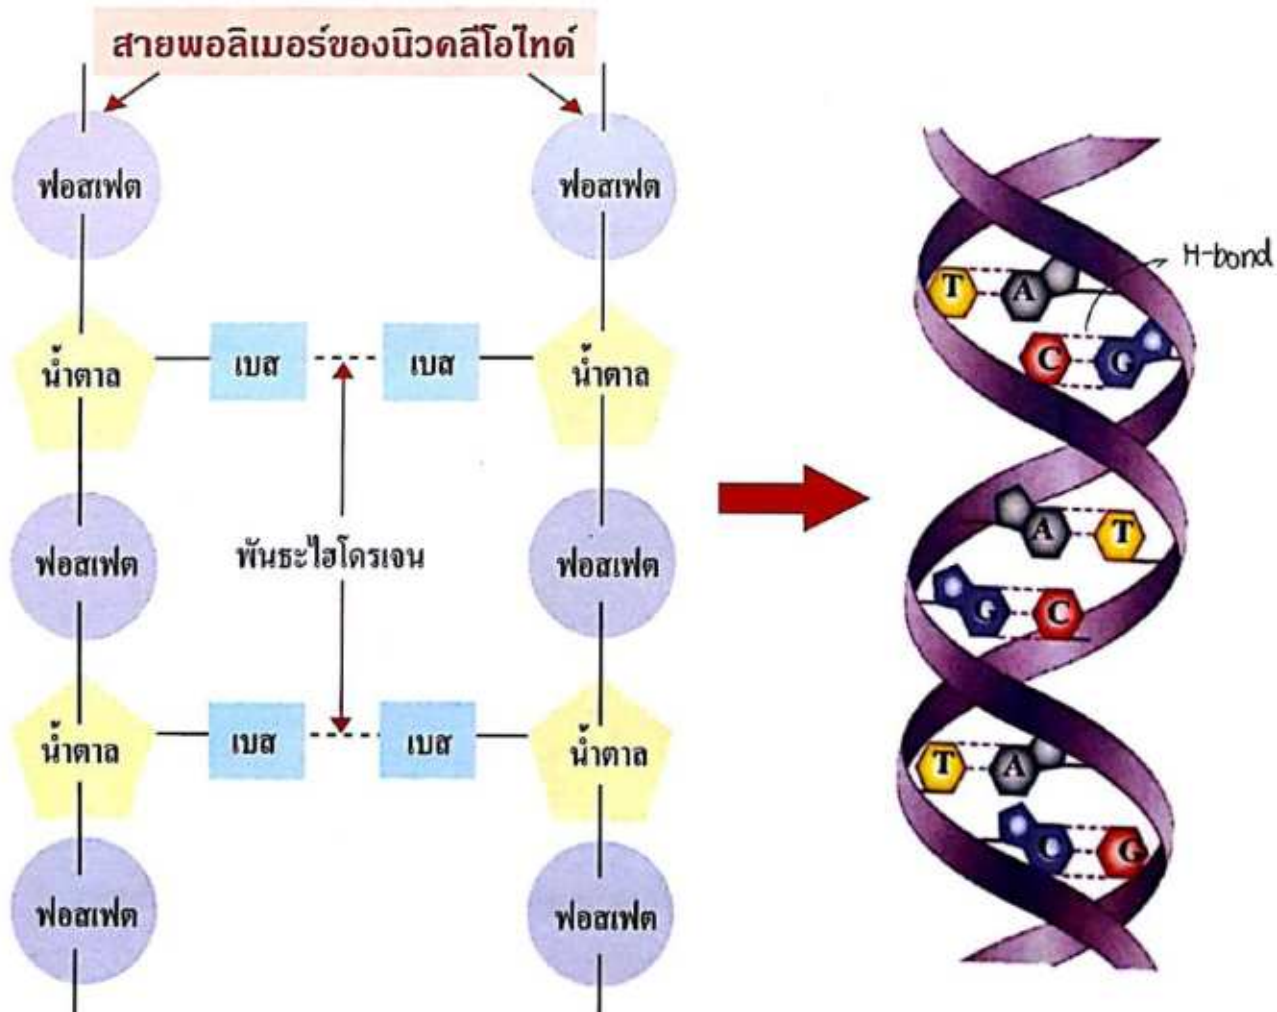 สายพอลิเมอร์ของนิวคลีโอไทด์
ฟอสเฟต ฟอสเฟต
น้ำตาล เบส เบส น้ำตาล
ฟอสเฟต พันธะไฮโดรเจน ฟอสเฟต
น้ำตาล เบส เบส น้ำตาล
ฟอสเฟต ฟอสเฟต
H-bond
T A
C G
A T
G C
T A
C G